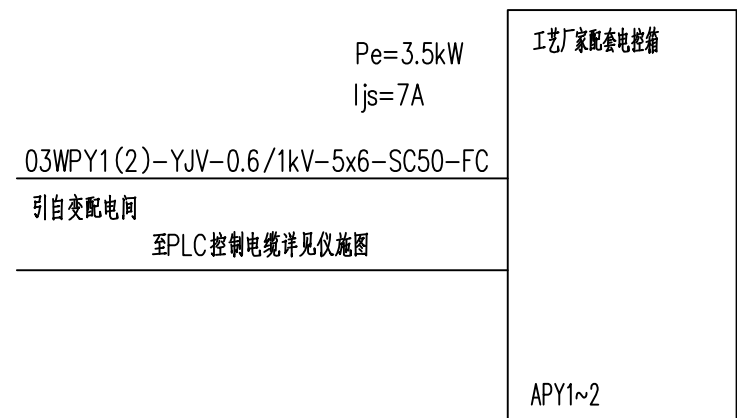 工艺厂家配套电控箱
Pe=3.5kW
Ijs=7A
03WPY1(2)-YJV-0.6/1kV-5x6-SC50-FC
引自变配电间
至PLC控制电缆详见仪施图
APY1~2